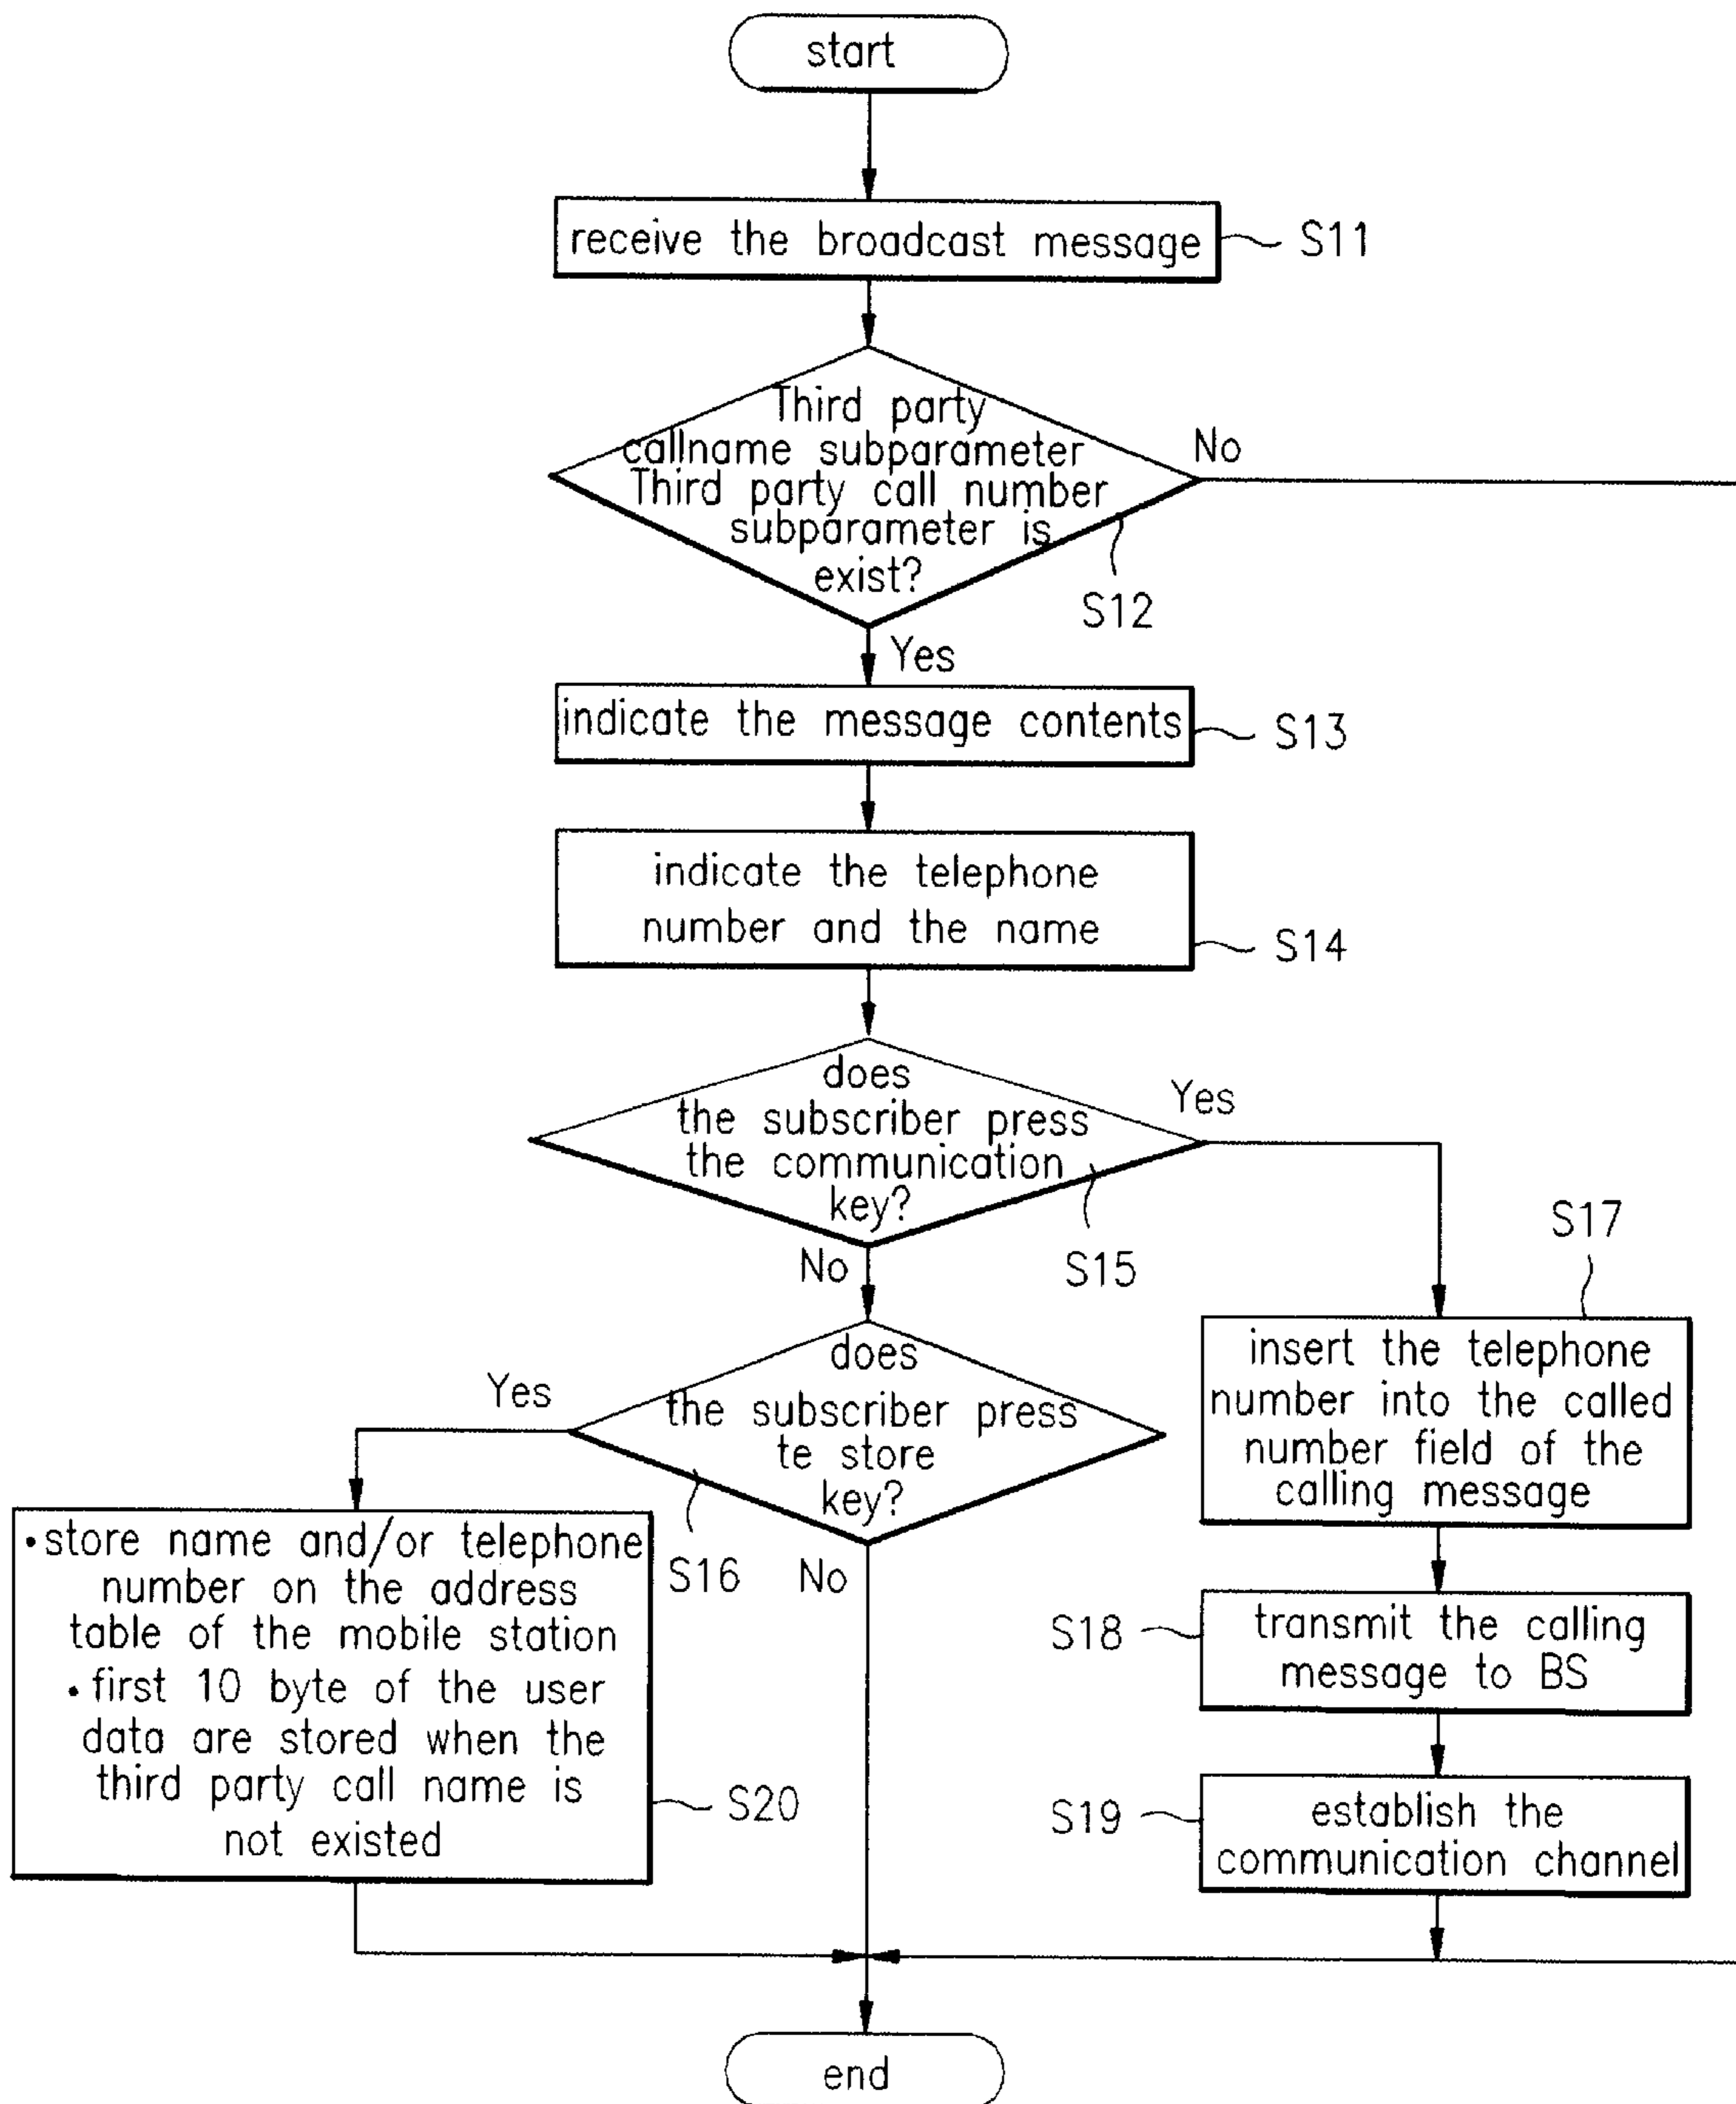 start
receive the broadcast message
S11
Third party
callname subparameter
Third party call number
subparameter is
exist?
No
S12
Yes
indicate the message contents
S13
indicate the telephone
number and the name
S14
does
the subscriber press
the communication
key?
Yes
S15
No
S17
insert the telephone
number into the called
number field of the
calling message
does
the subscriber press
te store
key?
Yes
S16
No
•store name and/or telephone
number on the address
table of the mobile station
•first 10 byte of the user
data are stored when the
third party call name is
not existed
S20
S18
transmit the calling
message to BS
S19
establish the
communication channel
end